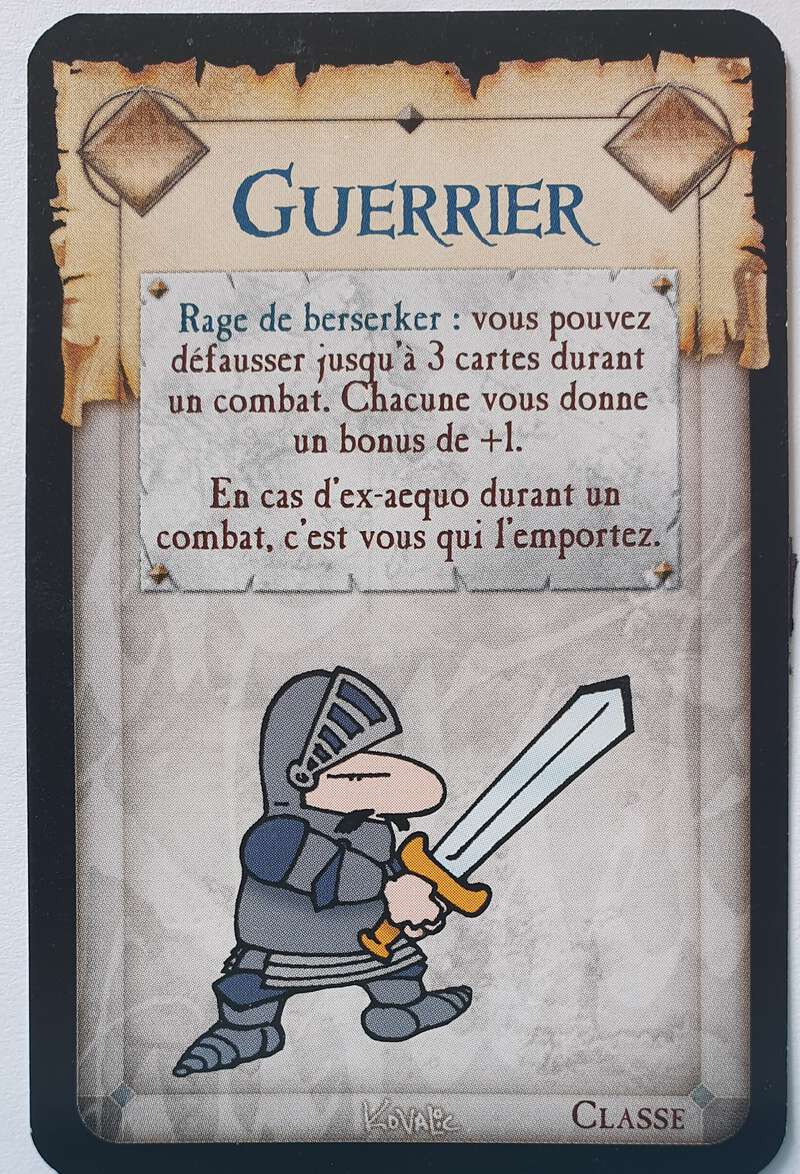 Guerrier
Rage de berserker : vous pouvez
défausser jusqu'à 3 cartes durant
un combat. Chacune vous donne
un bonus de +1.
En cas d'ex-aequo durant un
combat, c'est vous qui l'emportez.
Kovalic
Classe